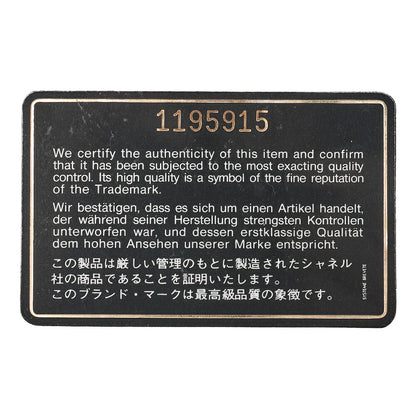 1195915
We certify the authenticity of this item and confirm
that it has been subjected to the most exacting quality
control. Its high quality is a symbol of the fine reputation
of the Trademark.
Wir bestätigen, dass es sich um einen Artikel handelt,
der während seiner Herstellung strengsten Kontrollen
unterworfen war, und dessen erstklassige Qualität
dem hohen Ansehen unserer Marke entspricht.
この製品は厳しい管理のもとに製造されたシャネル
社の商品であることを証明いたします。
このブランド・マークは最高級品質の象徴です。